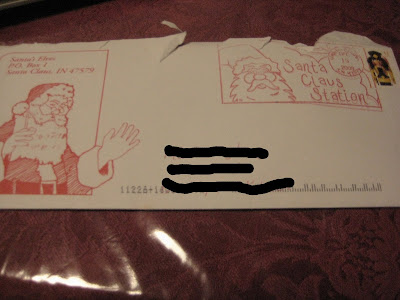 Santa's Elves
P.O. Box 1
Santa Claus, IN 47579
Santa
Claus
Station